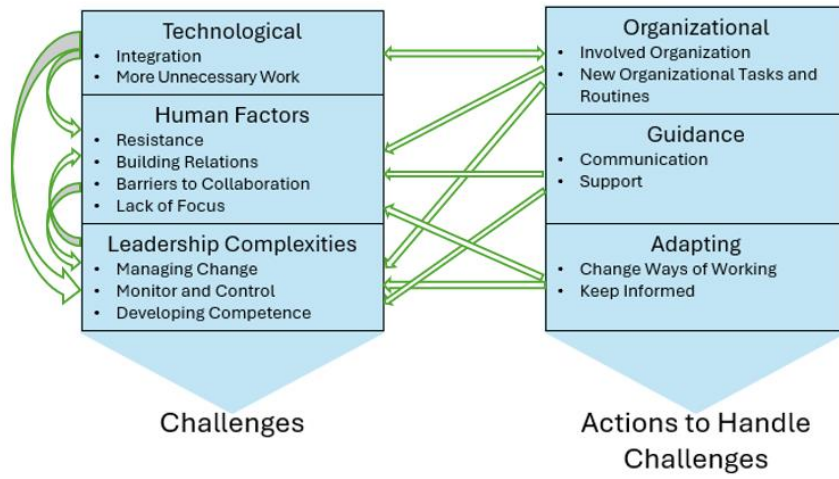 Technological
• Integration
• More Unnecessary Work
Human Factors
• Resistance
• Building Relations
• Barriers to Collaboration
• Lack of Focus
Leadership Complexities
• Managing Change
• Monitor and Control
• Developing Competence
Challenges
Organizational
• Involved Organization
• New Organizational Tasks and
Routines
Guidance
• Communication
• Support
Adapting
• Change Ways of Working
• Keep Informed
Actions to Handle
Challenges